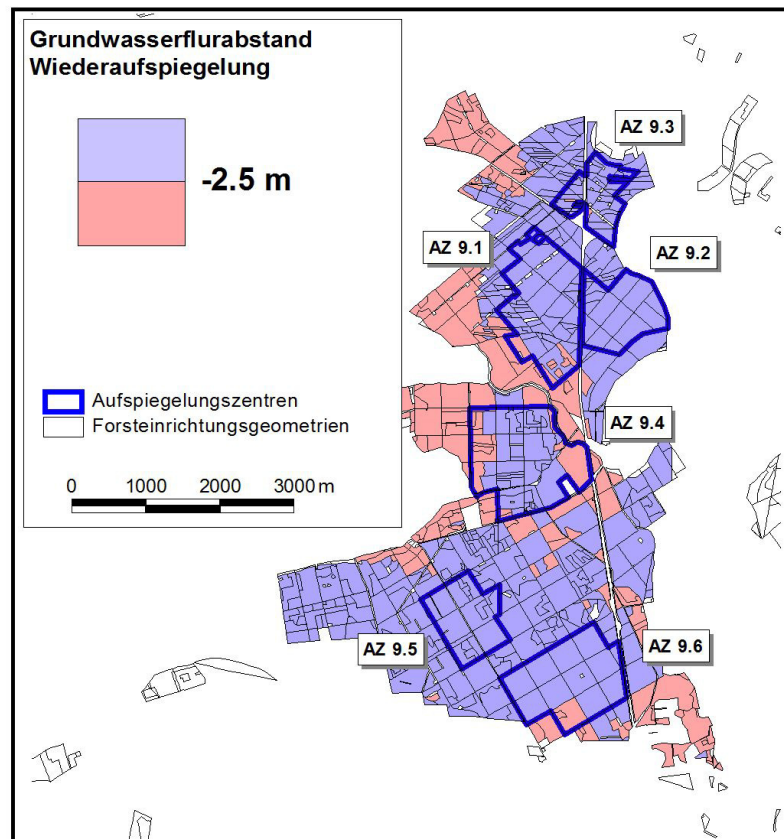 Grundwasserflurabstand
Wiederaufspiegelung
-2.5 m
Aufspiegelungszentren
Forsteinrichtungsgeometrien
0 1000 2000 3000 m
AZ 9.3
AZ 9.1
AZ 9.2
AZ 9.4
AZ 9.5
AZ 9.6